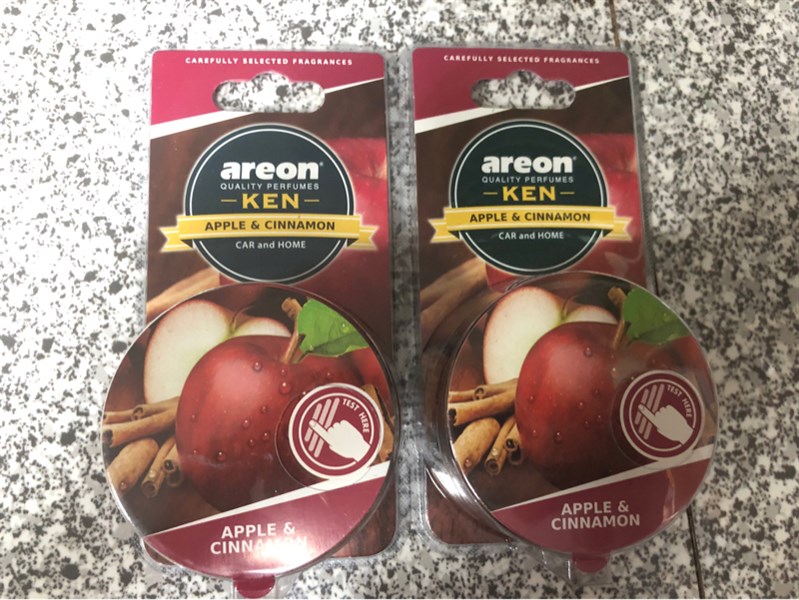 CAREFULLY SELECTED FRAGRANCES
areon®
QUALITY PERFUMES
KEN
APPLE & CINNAMON
CAR and HOME
TEST HERE
APPLE &
CINNAMON
CAREFULLY SELECTED FRAGRANCES
areon®
QUALITY PERFUMES
KEN
APPLE & CINNAMON
CAR and HOME
TEST HERE
APPLE &
CINNAMON